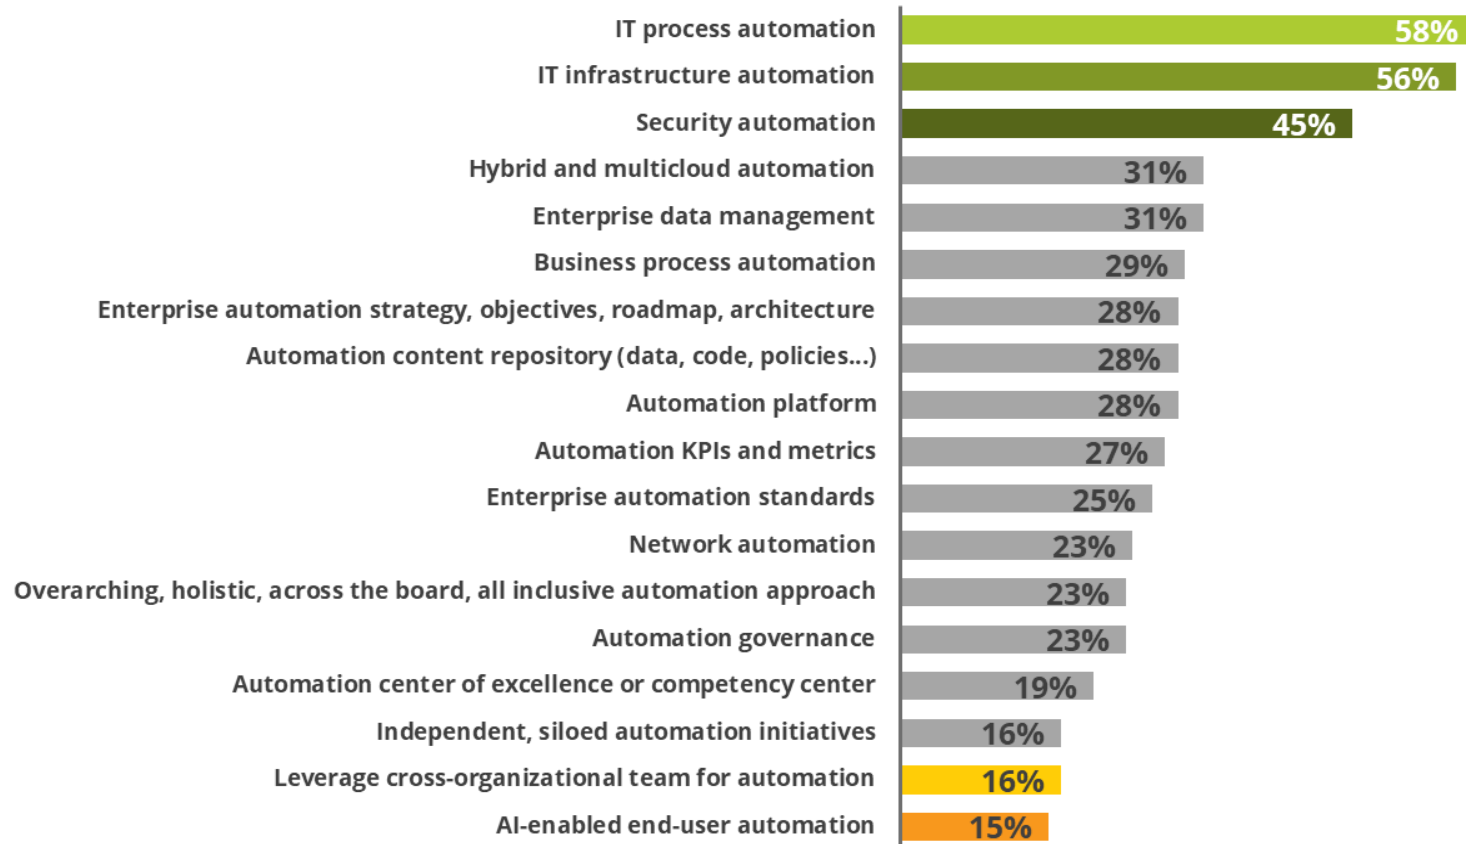 IT process automation 58%
IT infrastructure automation 56%
Security automation 45%
Hybrid and multicloud automation 31%
Enterprise data management 31%
Business process automation 29%
Enterprise automation strategy, objectives, roadmap, architecture 28%
Automation content repository (data, code, policies...) 28%
Automation platform 28%
Automation KPIs and metrics 27%
Enterprise automation standards 25%
Network automation 23%
Overarching, holistic, across the board, all inclusive automation approach 23%
Automation governance 23%
Automation center of excellence or competency center 19%
Independent, siloed automation initiatives 16%
Leverage cross-organizational team for automation 16%
AI-enabled end-user automation 15%